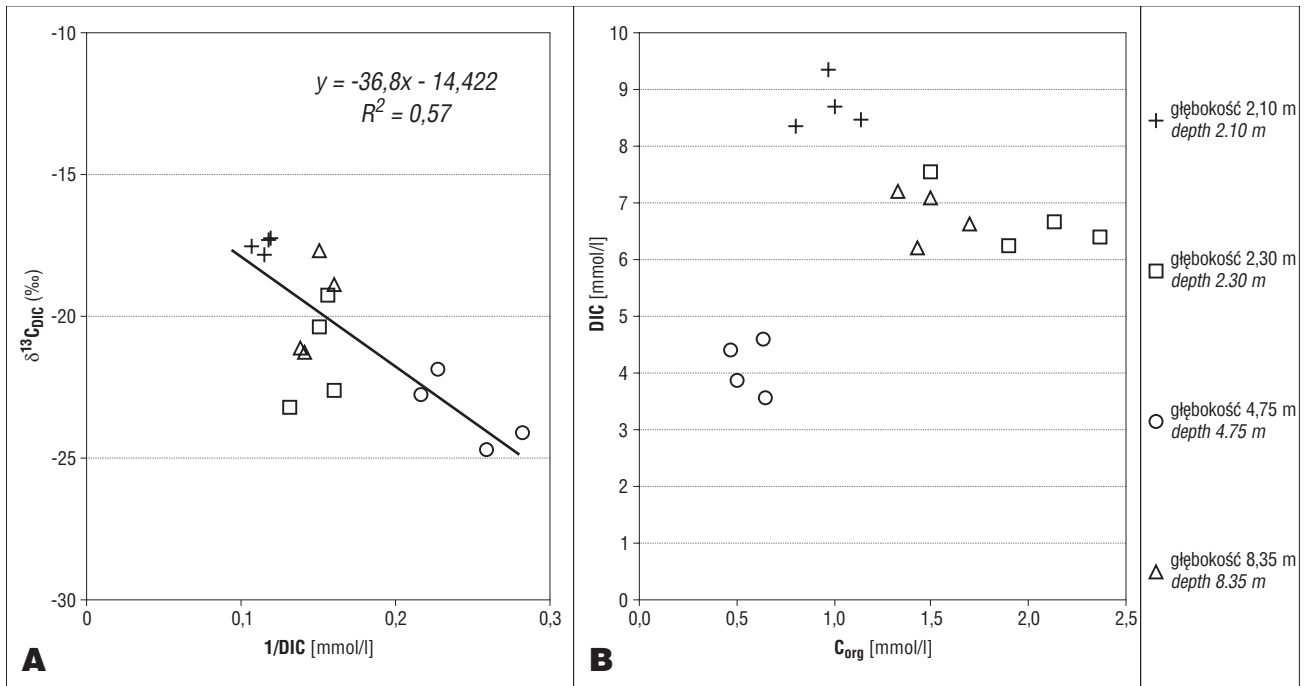 y = -36,8x - 14,422
R² = 0,57
-10
-15
-20
-25
-30
δ¹³C_DIC (‰)
0
0,1
0,2
0,3
1/DIC [mmol/l]
A
10
9
8
7
6
5
4
3
2
1
0
DIC [mmol/l]
0,0
0,5
1,0
1,5
2,0
2,5
C_org [mmol/l]
B
głębokość 2,10 m
depth 2.10 m
głębokość 2,30 m
depth 2.30 m
głębokość 4,75 m
depth 4.75 m
głębokość 8,35 m
depth 8.35 m